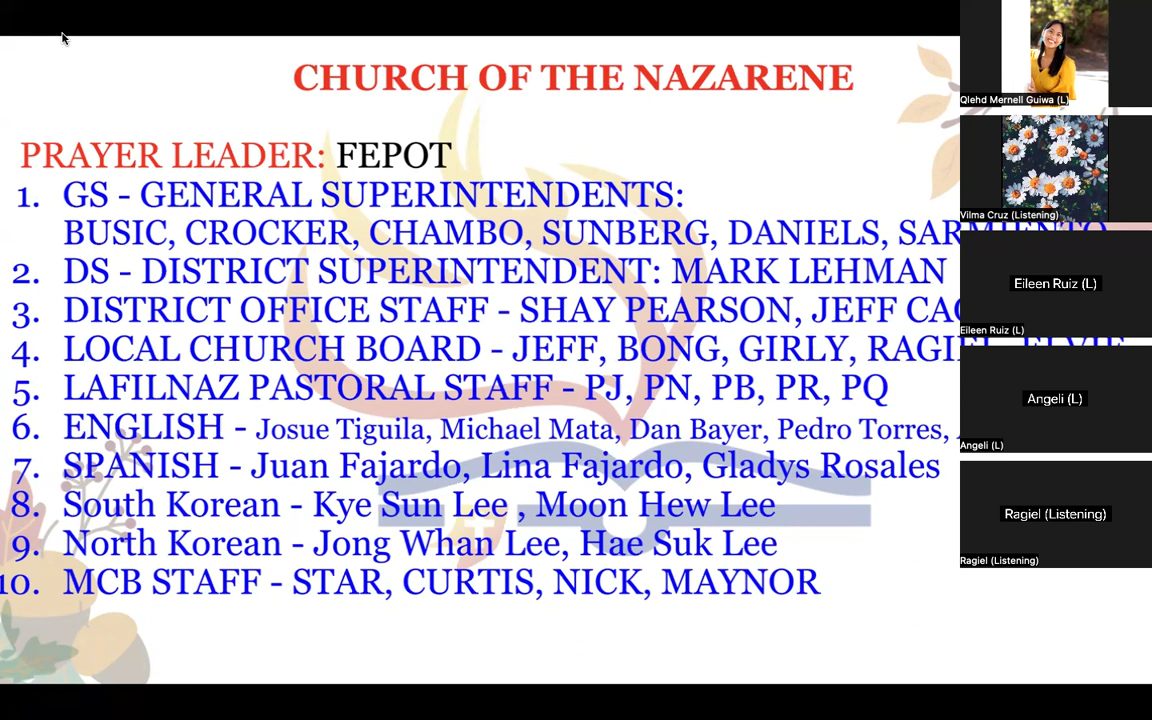 CHURCH OF THE NAZARENE
PRAYER LEADER: FEPOT
1. GS - GENERAL SUPERINTENDENTS:
BUSIC, CROCKER, CHAMBO, SUNBERG, DANIELS, SARMIENTO
2. DS - DISTRICT SUPERINTENDENT: MARK LEHMAN
3. DISTRICT OFFICE STAFF - SHAY PEARSON, JEFF
4. LOCAL CHURCH BOARD - JEFF, BONG, GIRLY,
5. LAFILNAZ PASTORAL STAFF - PJ, PN, PB, PR, PQ
6. ENGLISH - Josue Tiguila, Michael Mata, Dan Bayer, Pedro Torres,
7. SPANISH - Juan Fajardo, Lina Fajardo, Gladys Rosales
8. South Korean - Kye Sun Lee , Moon Hew Lee
9. North Korean - Jong Whan Lee, Hae Suk Lee
10. MCB STAFF - STAR, CURTIS, NICK, MAYNOR
Qlehd Mernell Guiwa (L)
Vilma Cruz (Listening)
Eileen Ruiz (L)
Eileen Ruiz (L)
Angeli (L)
Angeli (L)
Ragiel (Listening)
Ragiel (Listening)